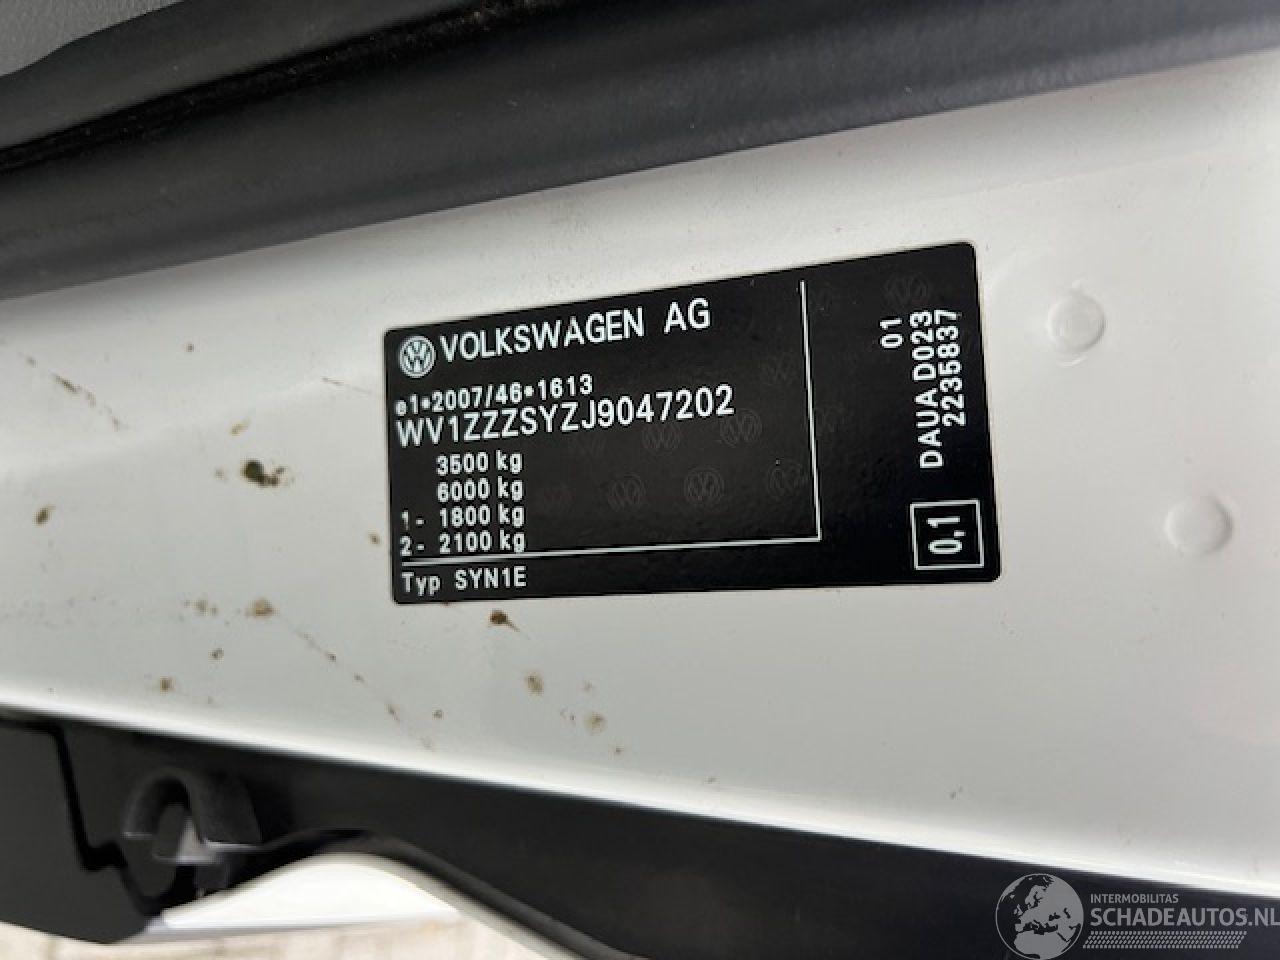 VOLKSWAGEN AG
e1*2007/46*1613
WV1ZZZSYZJ9047202
3500 kg
6000 kg
1- 1800 kg
2- 2100 kg
Typ SYN1E
01
DAUA D023
2235837
0,1
INTERMOBILITAS
SCHADEAUTOS.NL